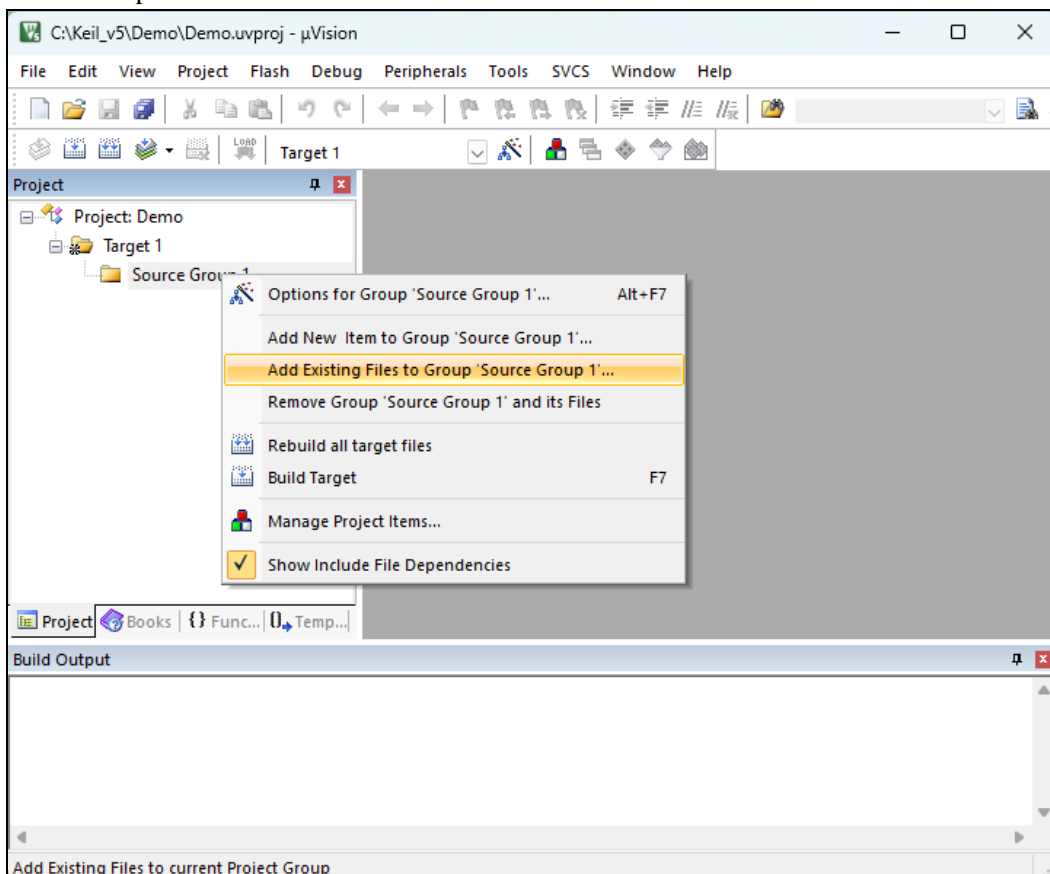 C:\Keil_v5\Demo\Demo.uvproj - µVision
File Edit View Project Flash Debug Peripherals Tools SVCS Window Help
LOAD Target 1
Project
Project: Demo
Target 1
Source Group 1
Options for Group 'Source Group 1'... Alt+F7
Add New Item to Group 'Source Group 1'...
Add Existing Files to Group 'Source Group 1'...
Remove Group 'Source Group 1' and its Files
Rebuild all target files
Build Target F7
Manage Project Items...
Show Include File Dependencies
Project Books {} Func... 0 Temp...
Build Output
Add Existing Files to current Project Group